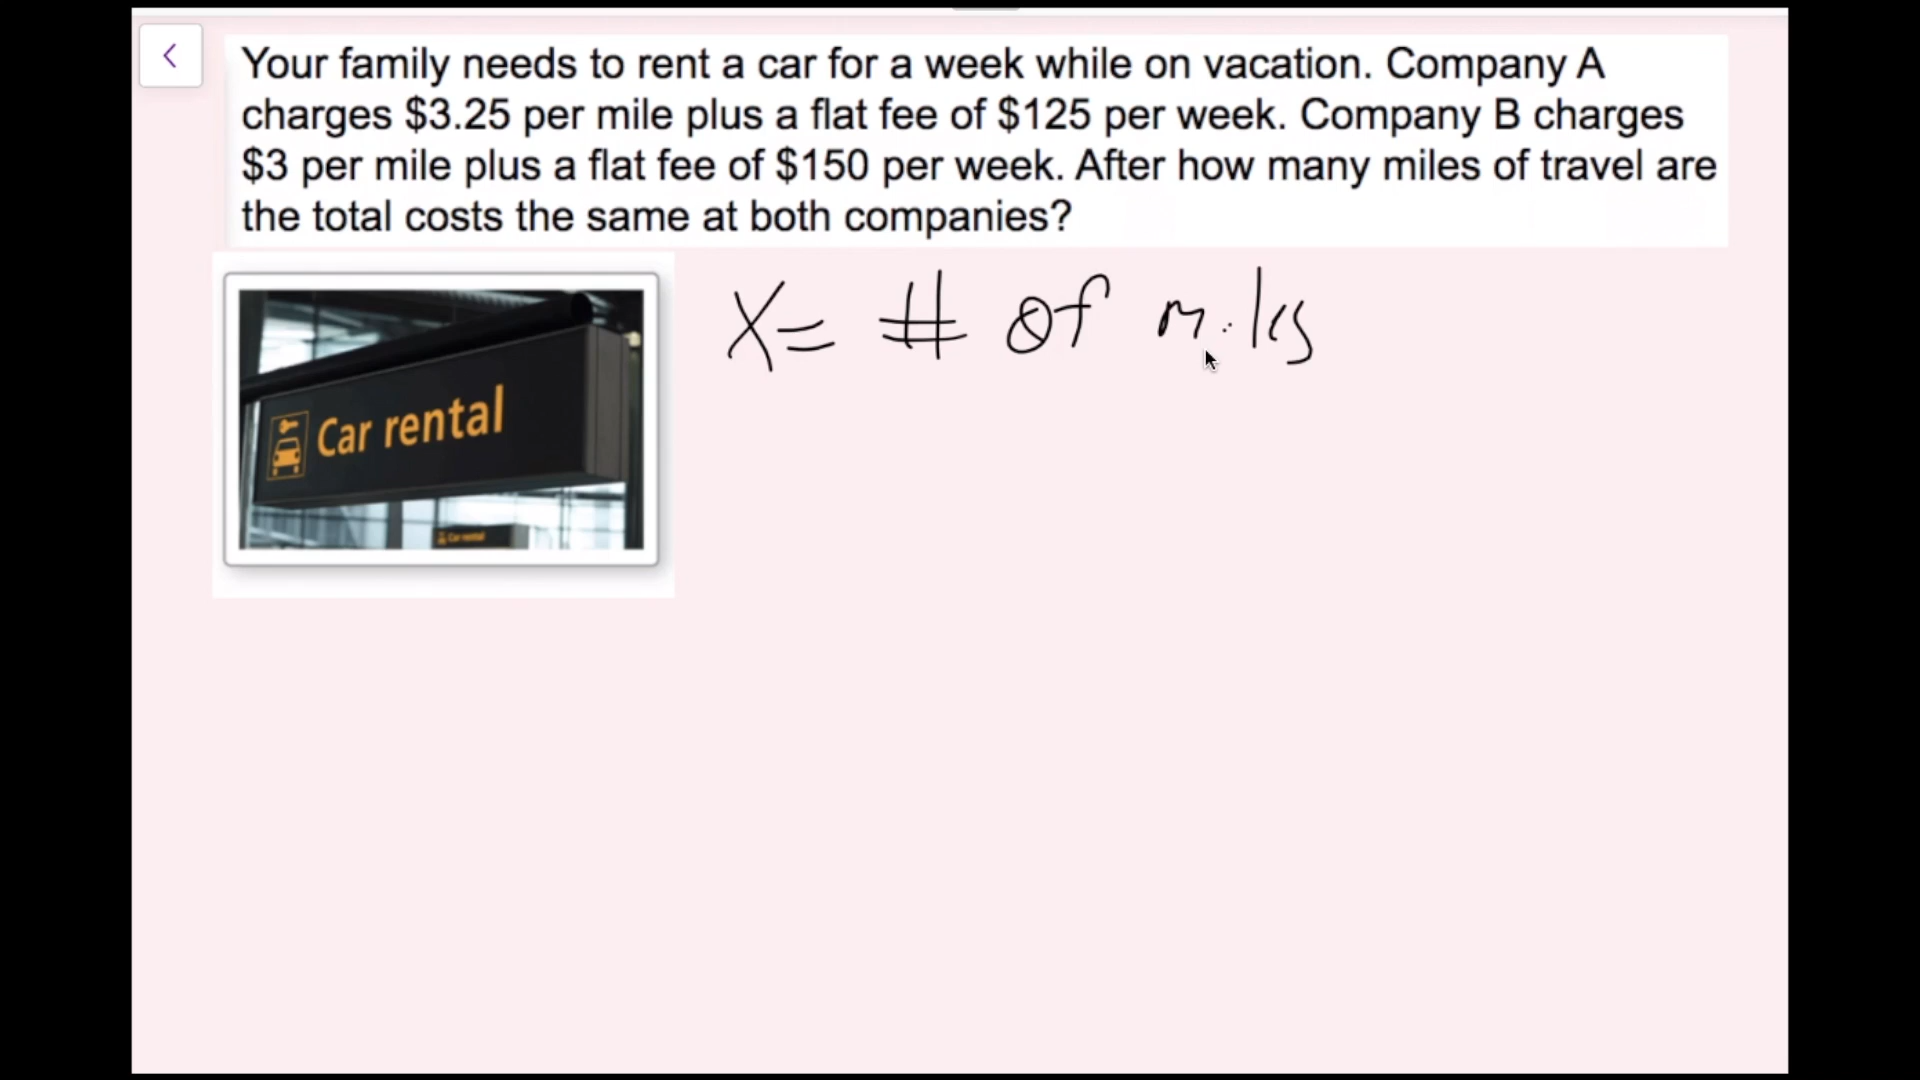 Your family needs to rent a car for a week while on vacation. Company A
charges $3.25 per mile plus a flat fee of $125 per week. Company B charges
$3 per mile plus a flat fee of $150 per week. After how many miles of travel are
the total costs the same at both companies?
X = # of miles
Car rental
Car rental